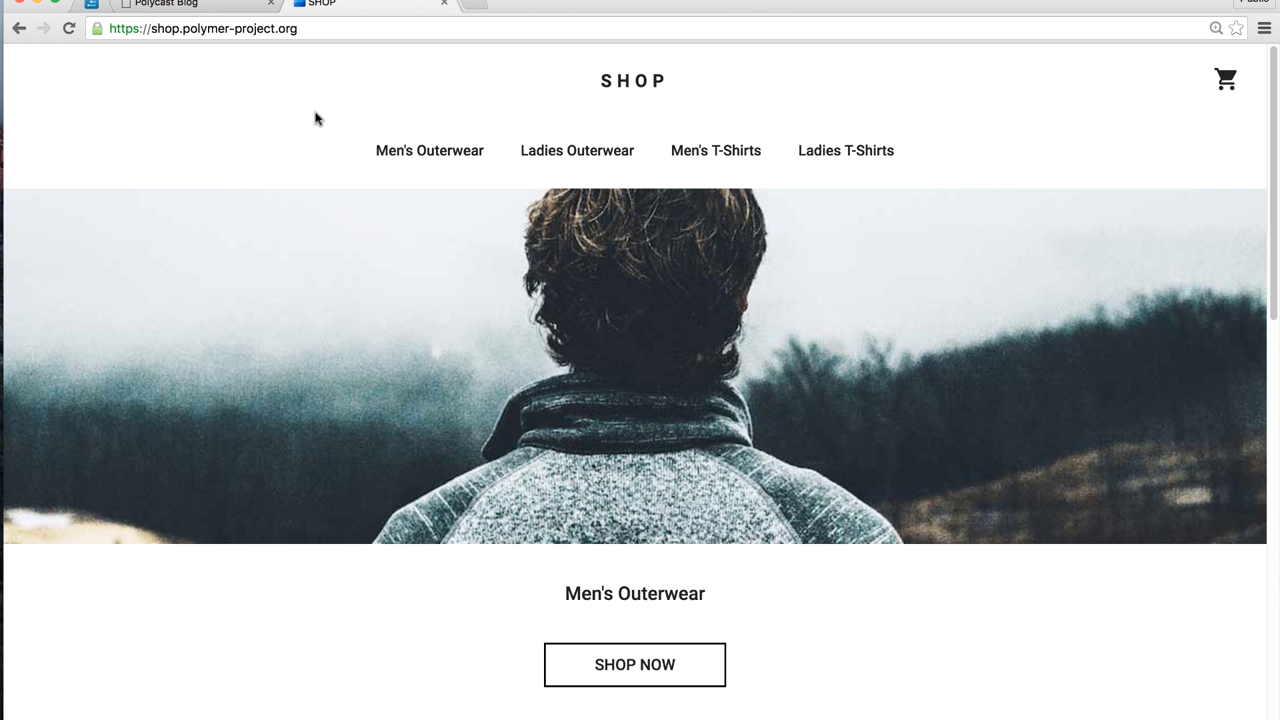 Polycast Blog
SHOP
Public
https://shop.polymer-project.org
SHOP
Men's Outerwear
Ladies Outerwear
Men's T-Shirts
Ladies T-Shirts
Men's Outerwear
SHOP NOW